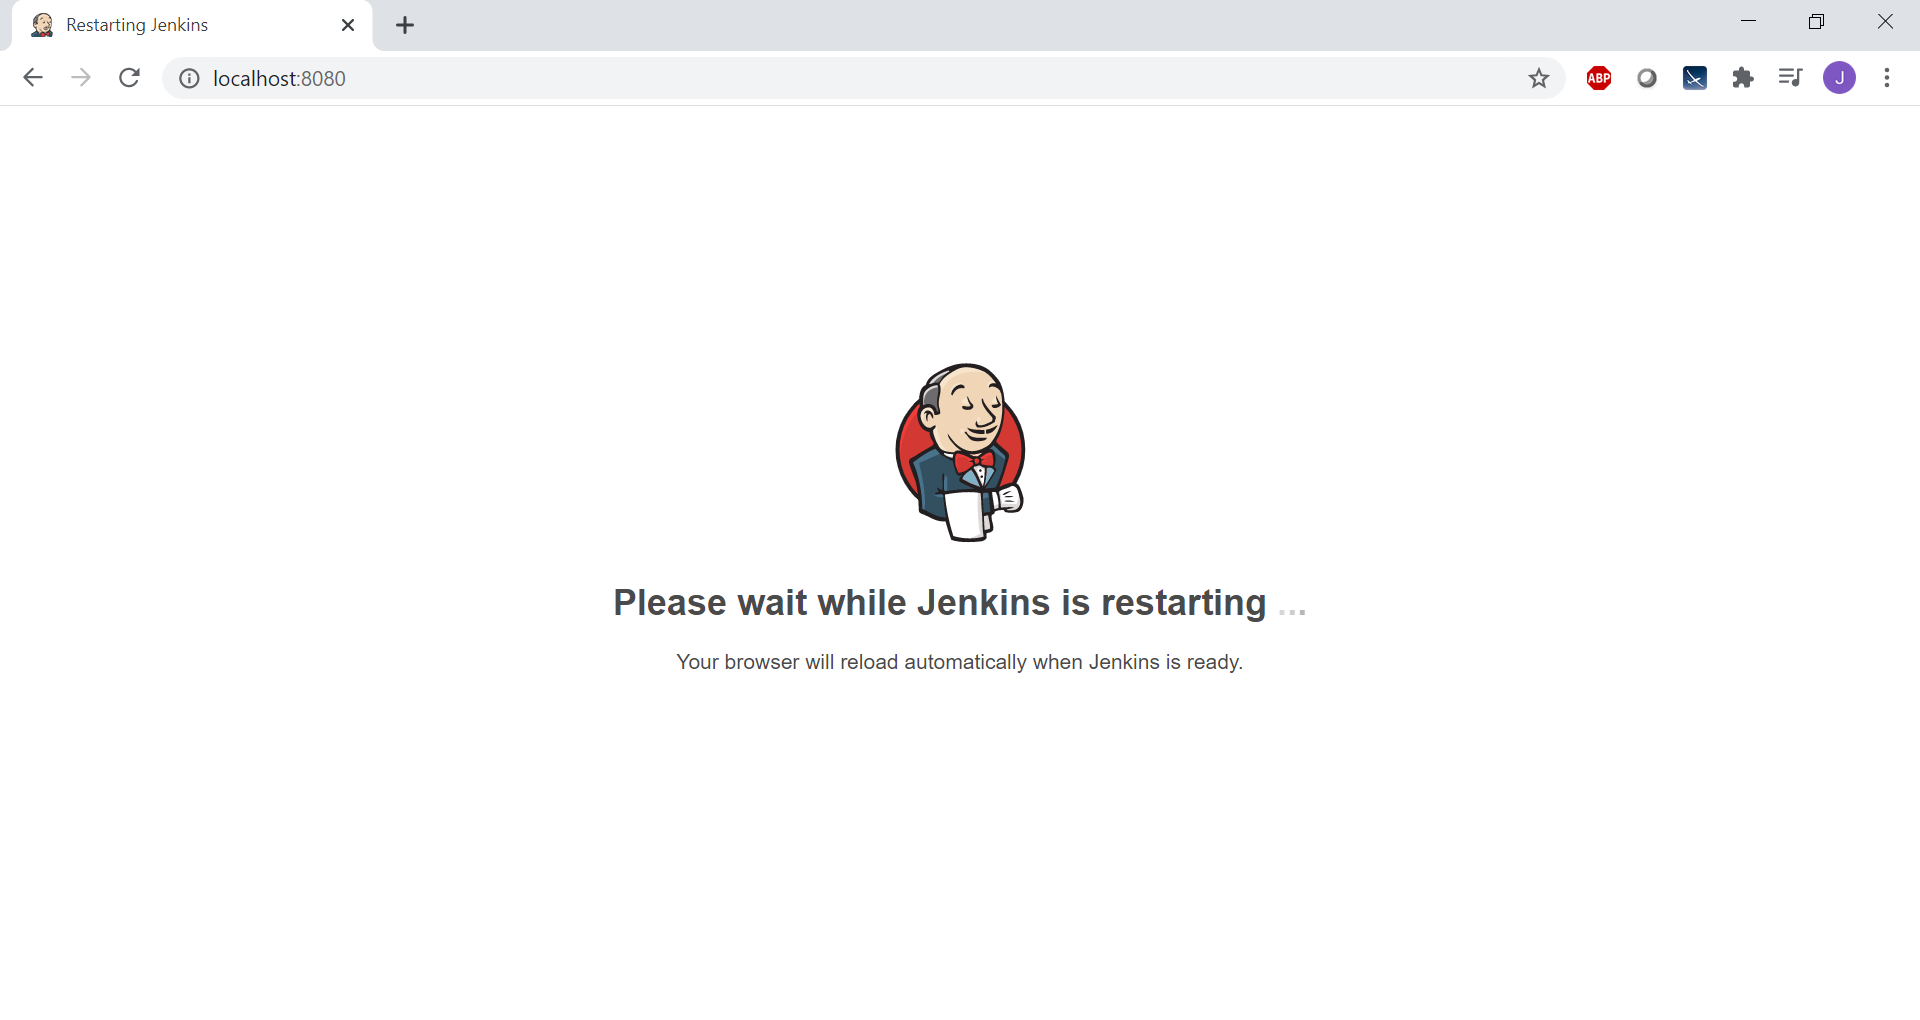 Restarting Jenkins
localhost:8080
ABP
J
Please wait while Jenkins is restarting ...
Your browser will reload automatically when Jenkins is ready.